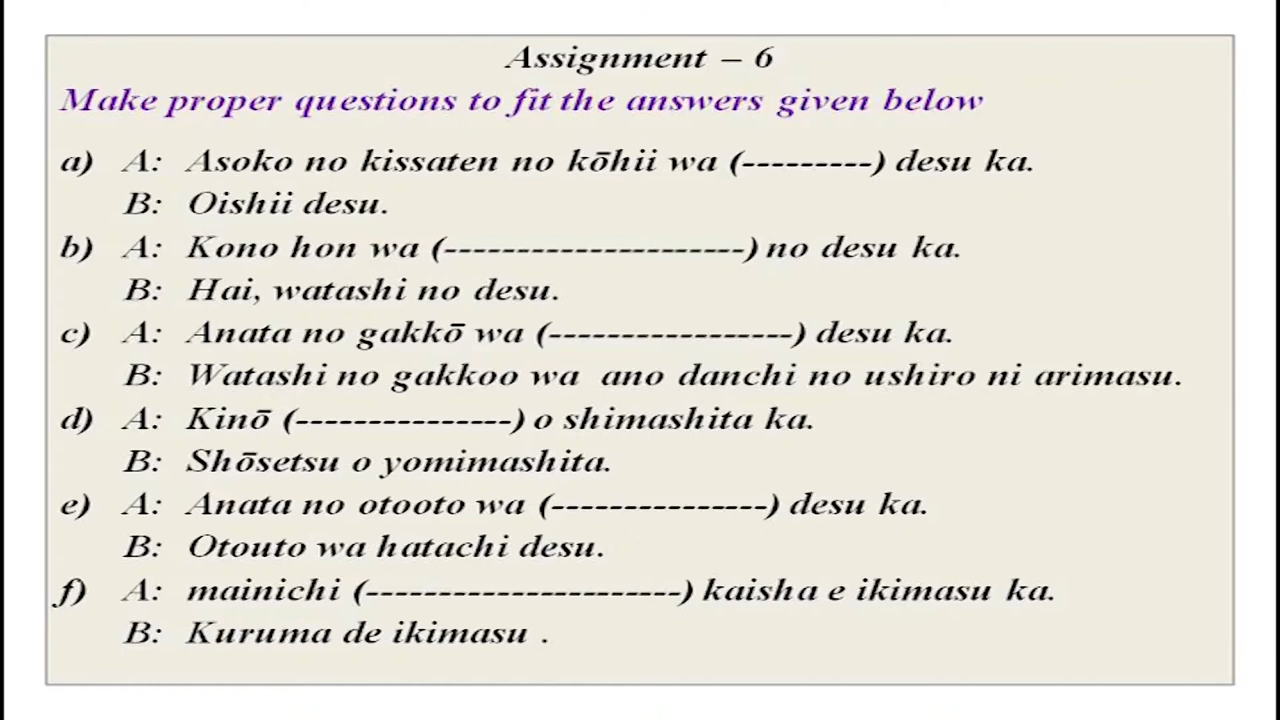 Assignment – 6
Make proper questions to fit the answers given below
a) A: Asoko no kissaten no kōhii wa (---------) desu ka.
B: Oishii desu.
b) A: Kono hon wa (---------------------) no desu ka.
B: Hai, watashi no desu.
c) A: Anata no gakkō wa (-----------------) desu ka.
B: Watashi no gakkoo wa ano danchi no ushiro ni arimasu.
d) A: Kinō (---------------) o shimashita ka.
B: Shōsetsu o yomimashita.
e) A: Anata no otooto wa (---------------) desu ka.
B: Otouto wa hatachi desu.
f) A: mainichi (----------------------) kaisha e ikimasu ka.
B: Kuruma de ikimasu .